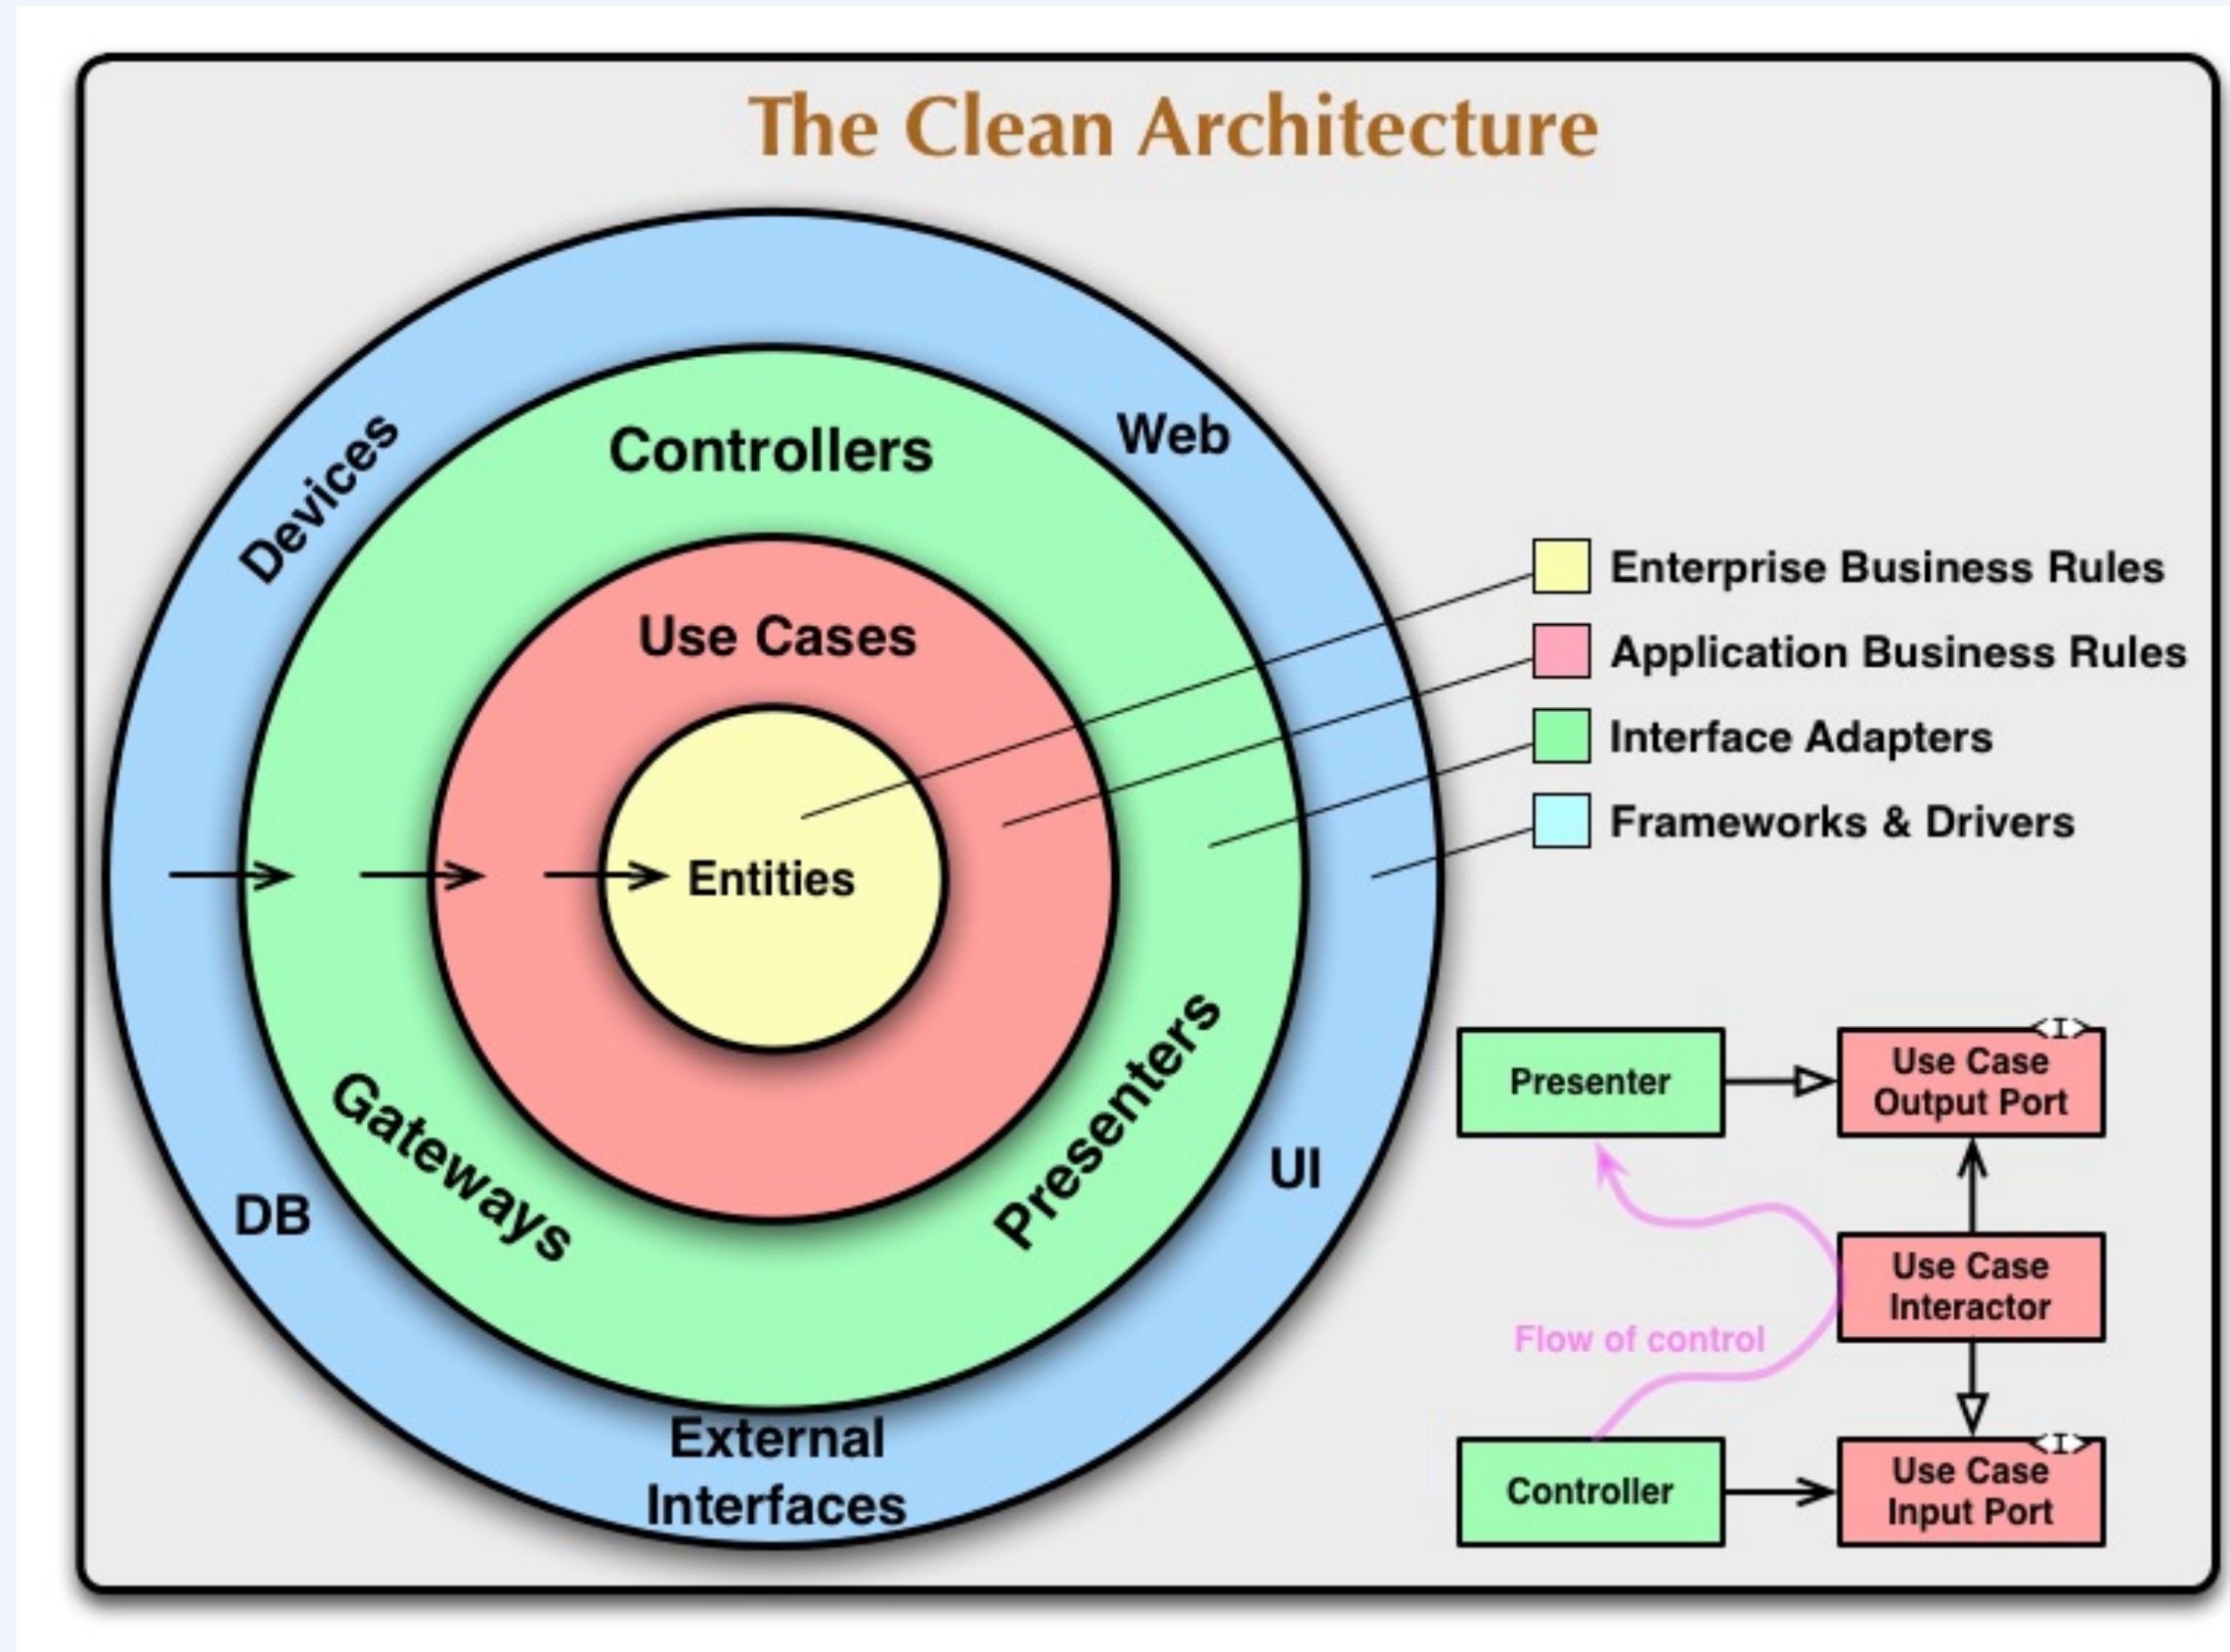 The Clean Architecture
Devices
Controllers
Web
Use Cases
Entities
Gateways
Presenters
DB
UI
External
Interfaces
Enterprise Business Rules
Application Business Rules
Interface Adapters
Frameworks & Drivers
Presenter
<I>
Use Case
Output Port
Use Case
Interactor
Flow of control
Controller
<I>
Use Case
Input Port